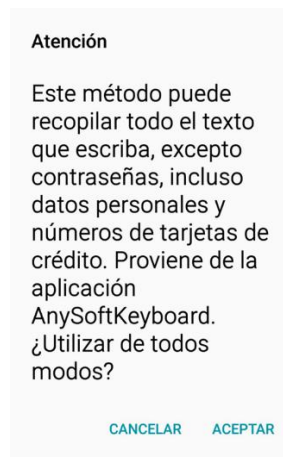 Atención
Este método puede
recopilar todo el texto
que escriba, excepto
contraseñas, incluso
datos personales y
números de tarjetas de
crédito. Proviene de la
aplicación
AnySoftKeyboard.
¿Utilizar de todos
modos?
CANCELAR ACEPTAR